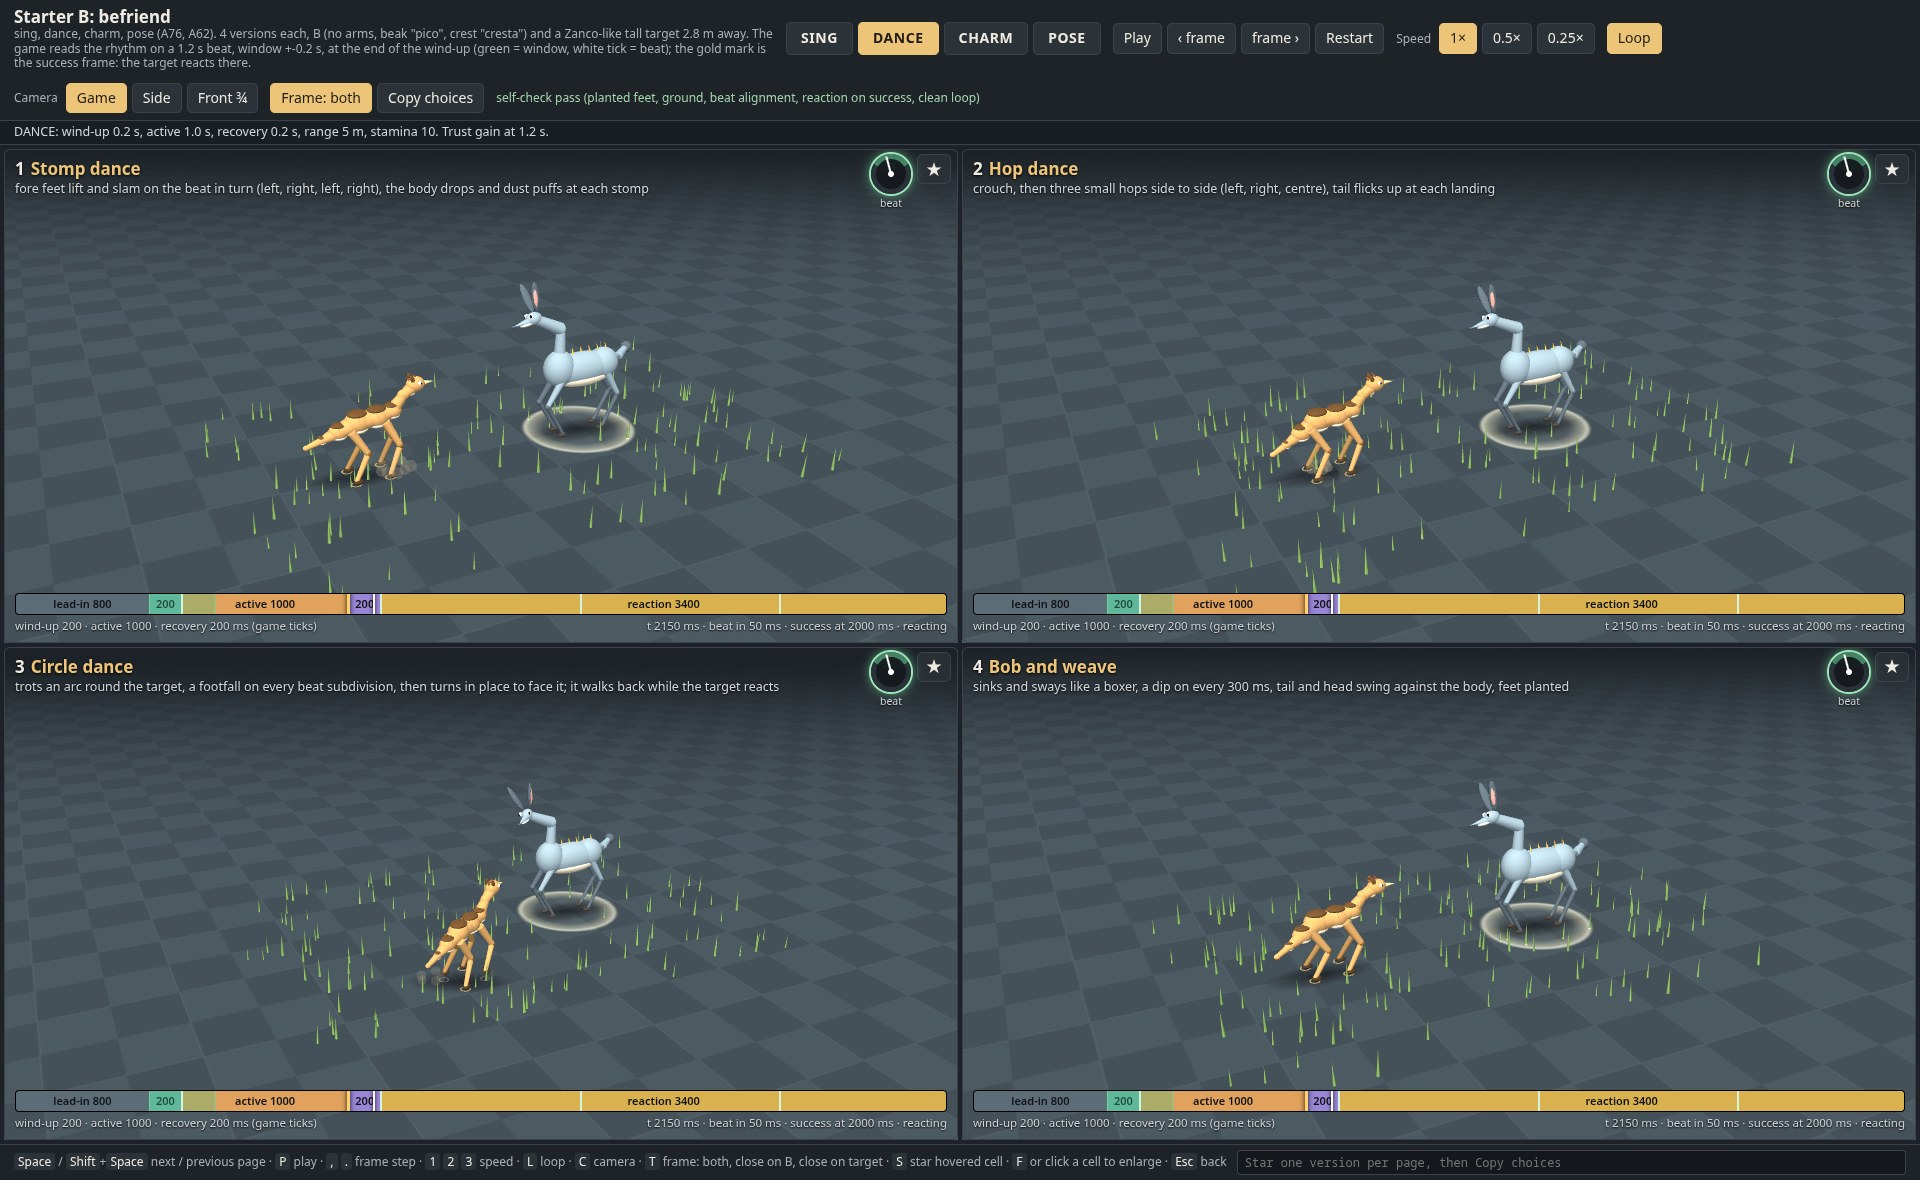 Starter B: befriend
sing, dance, charm, pose (A76, A62). 4 versions each, B (no arms, beak "pico", crest "cresta") and a Zanco-like tall target 2.8 m away. The
game reads the rhythm on a 1.2 s beat, window +-0.2 s, at the end of the wind-up (green = window, white tick = beat); the gold mark is
the success frame: the target reacts there.
SING DANCE CHARM POSE Play ‹ frame frame › Restart Speed 1× 0.5× 0.25× Loop
Camera Game Side Front ¾ Frame: both Copy choices self-check pass (planted feet, ground, beat alignment, reaction on success, clean loop)
DANCE: wind-up 0.2 s, active 1.0 s, recovery 0.2 s, range 5 m, stamina 10. Trust gain at 1.2 s.
1 Stomp dance
fore feet lift and slam on the beat in turn (left, right, left, right), the body drops and dust puffs at each stomp
beat
★
lead-in 800 200 active 1000 200 reaction 3400
wind-up 200 · active 1000 · recovery 200 ms (game ticks) t 2150 ms · beat in 50 ms · success at 2000 ms · reacting
2 Hop dance
crouch, then three small hops side to side (left, right, centre), tail flicks up at each landing
beat
★
lead-in 800 200 active 1000 200 reaction 3400
wind-up 200 · active 1000 · recovery 200 ms (game ticks) t 2150 ms · beat in 50 ms · success at 2000 ms · reacting
3 Circle dance
trots an arc round the target, a footfall on every beat subdivision, then turns in place to face it; it walks back while the target reacts
beat
★
lead-in 800 200 active 1000 200 reaction 3400
wind-up 200 · active 1000 · recovery 200 ms (game ticks) t 2150 ms · beat in 50 ms · success at 2000 ms · reacting
4 Bob and weave
sinks and sways like a boxer, a dip on every 300 ms, tail and head swing against the body, feet planted
beat
★
lead-in 800 200 active 1000 200 reaction 3400
wind-up 200 · active 1000 · recovery 200 ms (game ticks) t 2150 ms · beat in 50 ms · success at 2000 ms · reacting
Space / Shift+Space next / previous page · P play · , . frame step · 1 2 3 speed · L loop · C camera · T frame: both, close on B, close on target · S star hovered cell · F or click a cell to enlarge · Esc back Star one version per page, then Copy choices